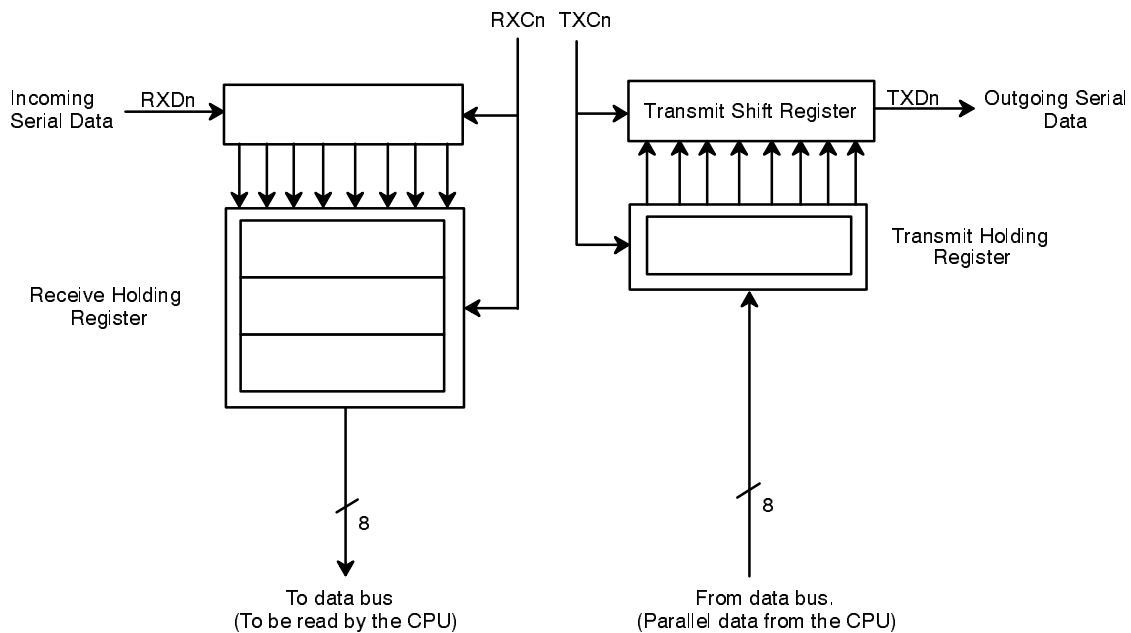 RXCn TXCn
Incoming
Serial Data
RXDn
Transmit Shift Register
TXDn
Outgoing Serial
Data
Receive Holding
Register
Transmit Holding
Register
8
8
To data bus
(To be read by the CPU)
From data bus.
(Parallel data from the CPU)